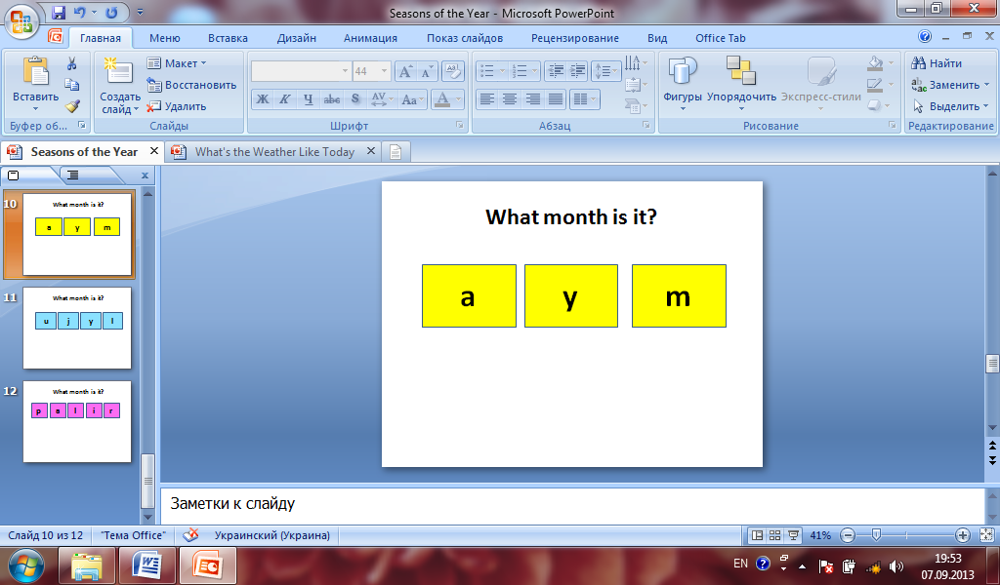 Seasons of the Year - Microsoft PowerPoint
Главная Меню Вставка Дизайн Анимация Показ слайдов Рецензирование Вид Office Tab
Вставить
Буфер об...
Создать слайд
Макет
Восстановить
Удалить
Слайды
44
Ж К Ч abc S AV Aa A
Шрифт
Абзац
Фигуры Упорядочить Экспресс-стили
Рисование
Найти
Заменить
Выделить
Редактирование
Seasons of the Year
What's the Weather Like Today
10
What month is it?
a y m
11
What month is it?
u j y l
12
What month is it?
p a l i r
What month is it?
a y m
Заметки к слайду
Слайд 10 из 12 "Тема Office" Украинский (Украина) 41%
EN
19:53
07.09.2013